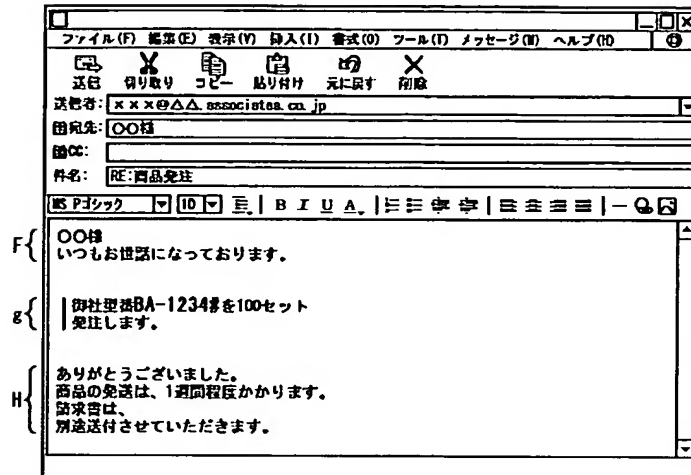 ファイル(F) 編集(E) 表示(V) 挿入(I) 書式(O) ツール(T) メッセージ(M) ヘルプ(H)
送信 切り取り コピー 貼り付け 元に戻す 削除
送信者: ×××@△△.associates.co.jp
宛先: 〇〇様
CC:
件名: RE:商品発注
MS Pゴシック 10 B I U A
F
〇〇様
いつもお世話になっております。
g
御社型番BA-1234#を100セット
発注します。
H
ありがとうございました。
商品の発送は、1週間程度かかります。
請求書は、
別途送付させていただきます。